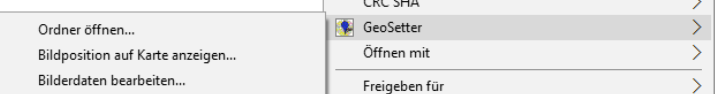 Ordner öffnen...
Bildposition auf Karte anzeigen...
Bilderdaten bearbeiten...
CRC SHA
GeoSetter
Öffnen mit
Freigeben für